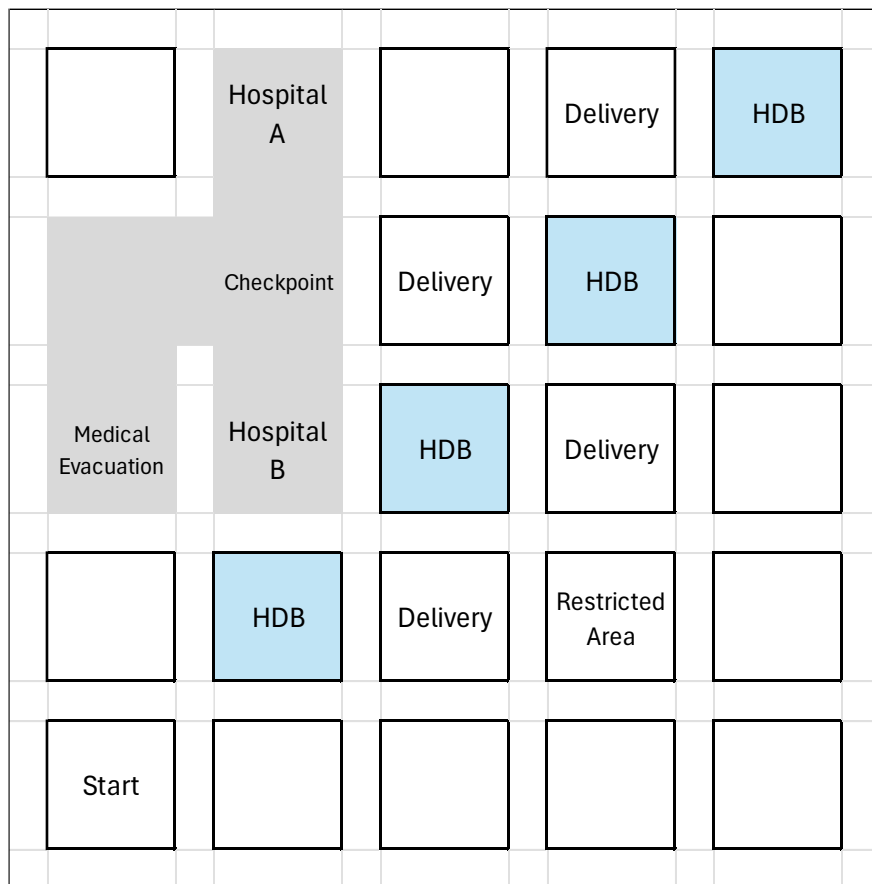 Hospital
A
Delivery
HDB
Checkpoint
Delivery
HDB
Medical
Evacuation
Hospital
B
HDB
Delivery
HDB
Delivery
Restricted
Area
Start